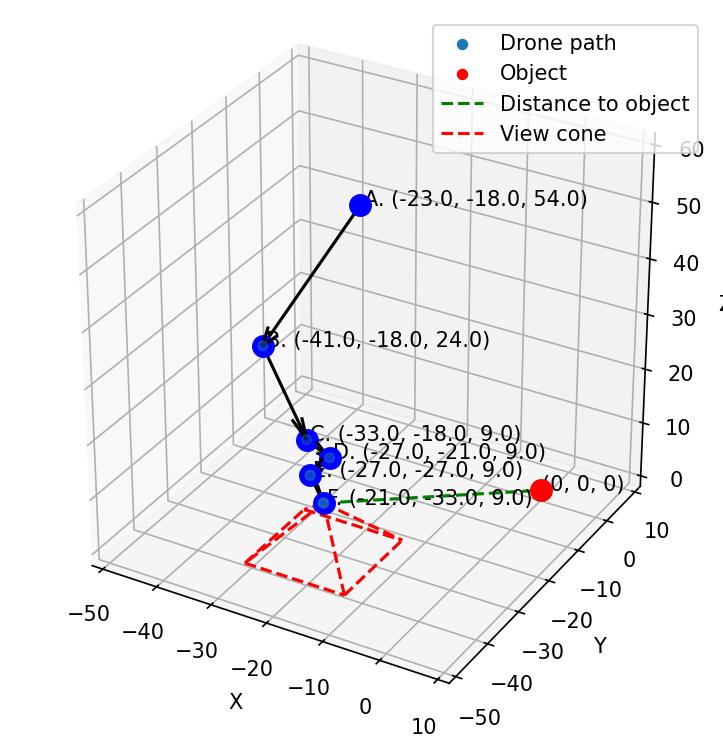 Drone path
Object
Distance to object
View cone
A. (-23.0, -18.0, 54.0)
B. (-41.0, -18.0, 24.0)
C. (-33.0, -18.0, 9.0)
D. (-27.0, -21.0, 9.0)
E. (-27.0, -27.0, 9.0)
F. (-21.0, -33.0, 9.0)
(0, 0, 0)
60
50
40
30
20
10
0
Z
10
0
−10
−20
−30
−40
−50
Y
−50
−40
−30
−20
−10
0
10
X